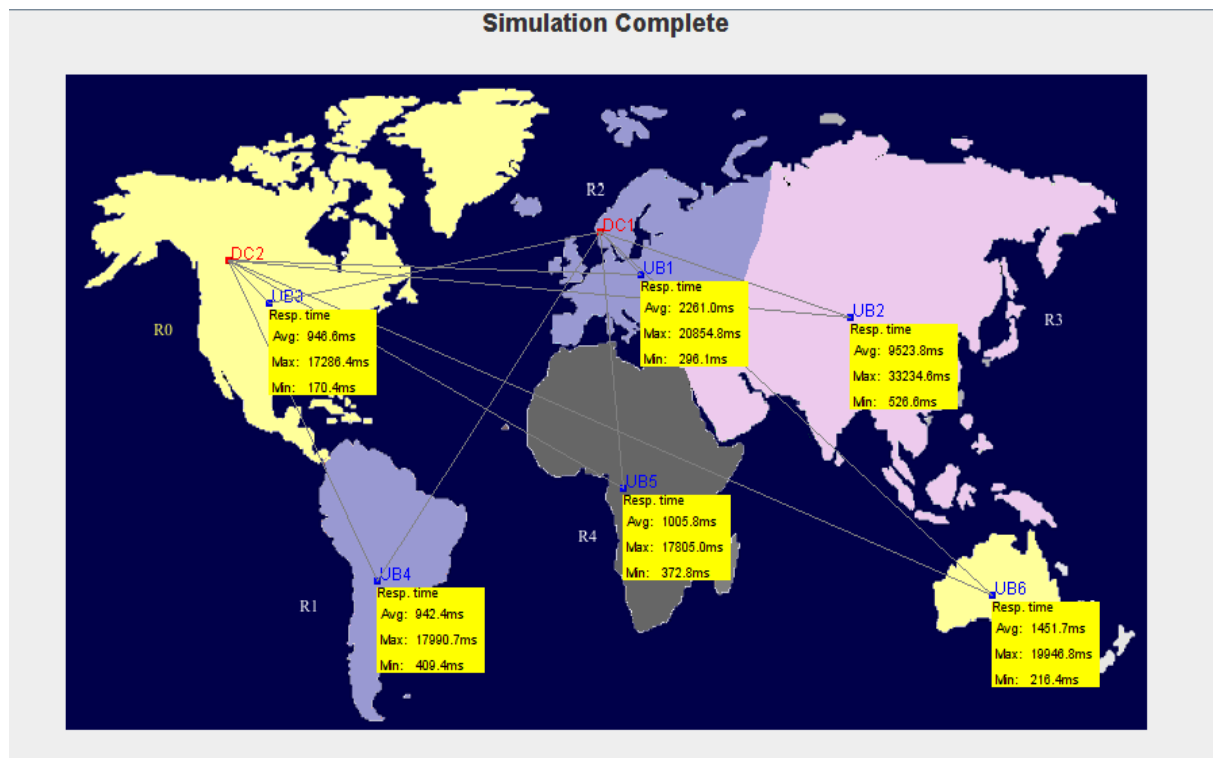 Simulation Complete
R2
DC1
DC2
UB1
Resp. time
Avg: 2261.0ms
Max: 20854.8ms
Min: 296.1ms
UB3
Resp. time
Avg: 946.6ms
Max: 17286.4ms
Min: 170.4ms
R0
UB2
Resp. time
Avg: 9523.8ms
Max: 33234.6ms
Min: 526.6ms
R3
UB5
Resp. time
Avg: 1005.8ms
Max: 17805.0ms
Min: 372.8ms
R4
UB4
Resp. time
Avg: 942.4ms
Max: 17990.7ms
Min: 409.4ms
R1
UB6
Resp. time
Avg: 1451.7ms
Max: 19946.8ms
Min: 216.4ms